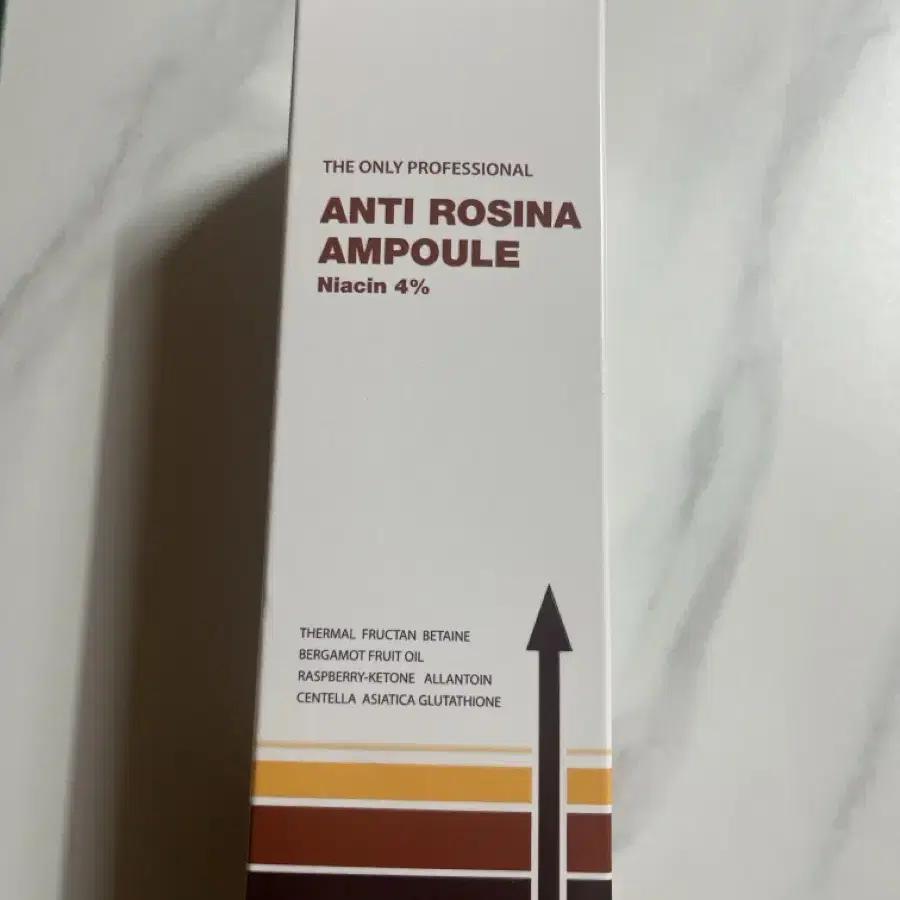 THE ONLY PROFESSIONAL
ANTI ROSINA
AMPOULE
Niacin 4%
THERMAL FRUCTAN BETAINE
BERGAMOT FRUIT OIL
RASPBERRY-KETONE ALLANTOIN
CENTELLA ASIATICA GLUTATHIONE